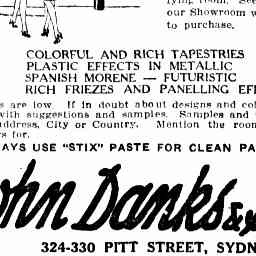 lying room. See
our Showroom w
to purchase.
COLORFUL AND RICH TAPESTRIES
PLASTIC EFFECTS IN METALLIC
SPANISH MORENE — FUTURISTIC
RICH FRIEZES AND PANELLING EFF
s are low. If in doubt about designs and col
with suggestions and samples. Samples and
address, City or Country. Mention the room
s for.
AYS USE "STIX" PASTE FOR CLEAN PA
ohn Danks &
324-330 PITT STREET, SYDN